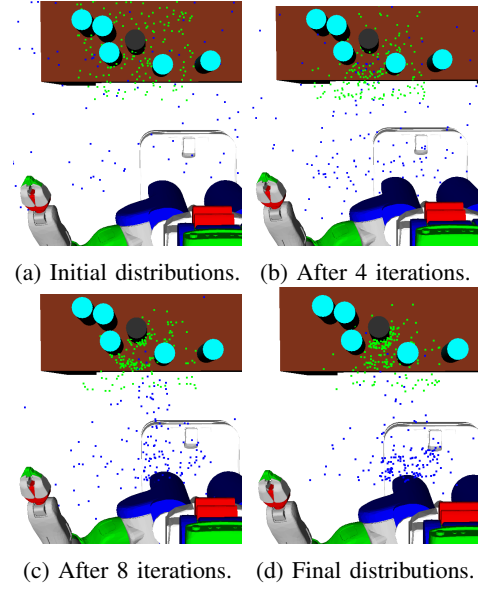 (a) Initial distributions. (b) After 4 iterations.
(c) After 8 iterations. (d) Final distributions.